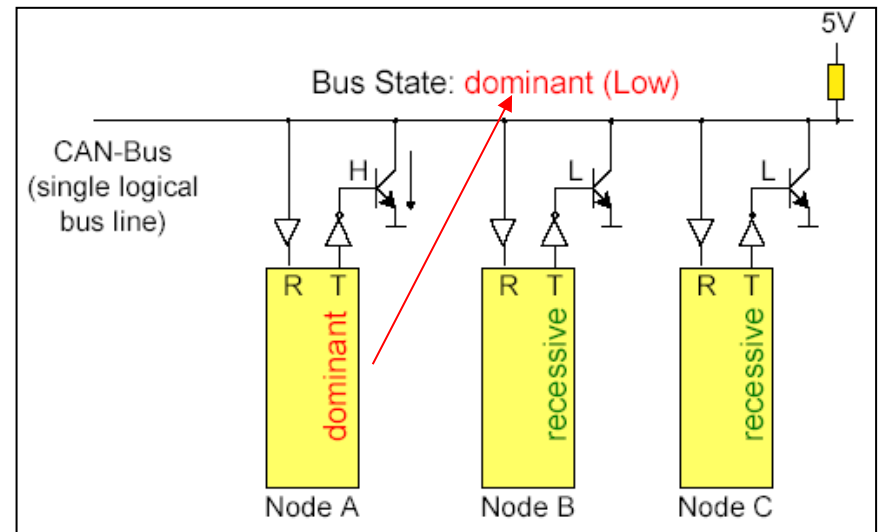 5V
Bus State: dominant (Low)
CAN-Bus
(single logical
bus line)
H
L
L
R T
R T
R T
dominant
recessive
recessive
Node A
Node B
Node C